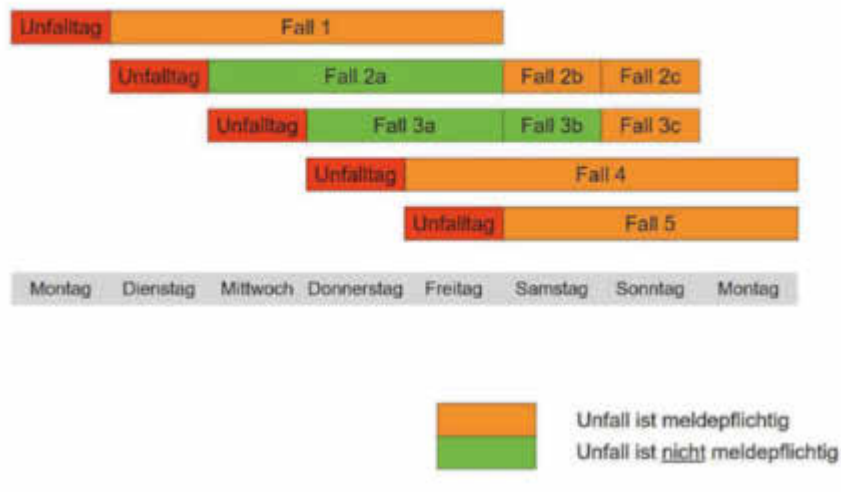 Unfalltag Fall 1
Unfalltag Fall 2a Fall 2b Fall 2c
Unfalltag Fall 3a Fall 3b Fall 3c
Unfalltag Fall 4
Unfalltag Fall 5
Montag Dienstag Mittwoch Donnerstag Freitag Samstag Sonntag Montag
Unfall ist meldepflichtig
Unfall ist nicht meldepflichtig